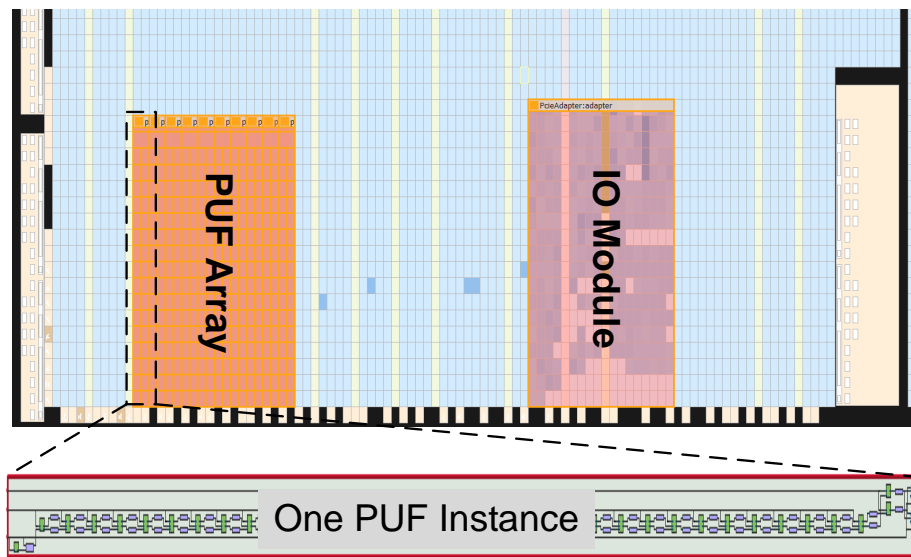 PcieAdapter:adapter
p p p p p p p p p p
PUF Array
IO Module
One PUF Instance